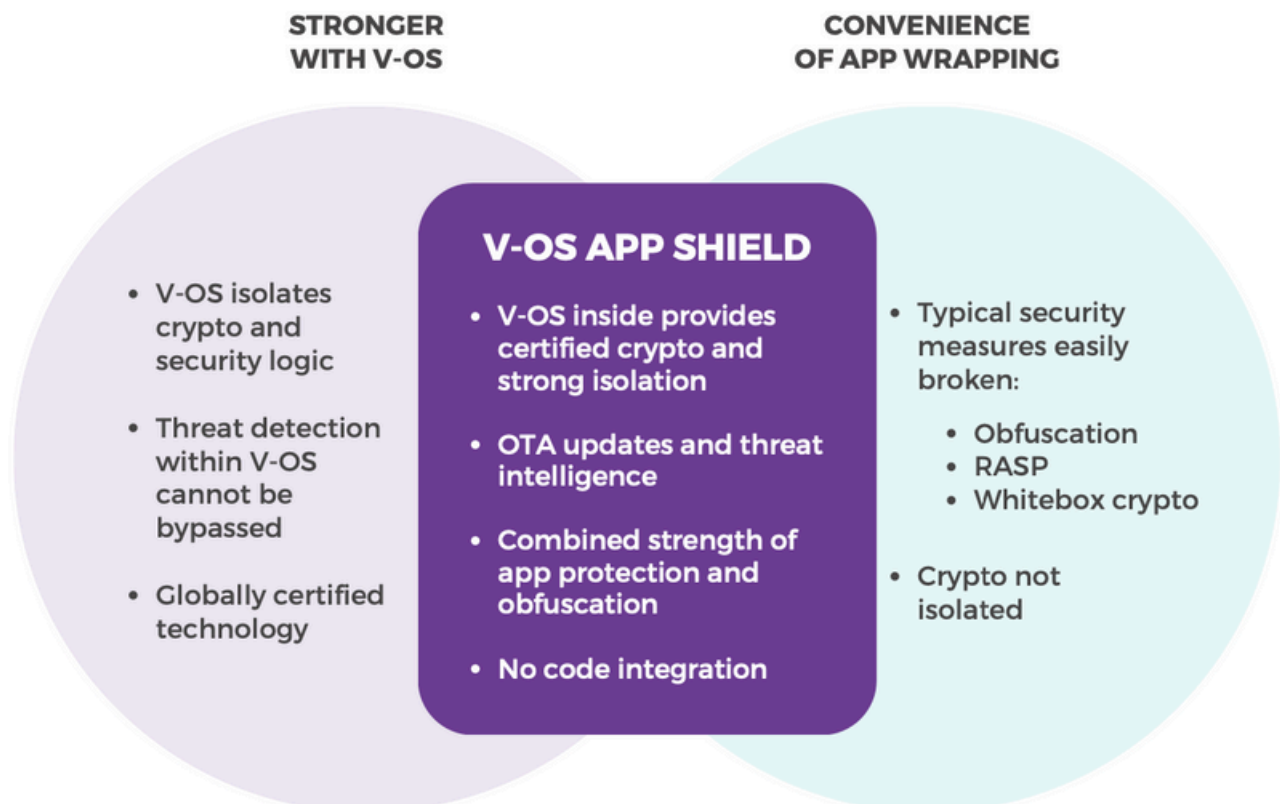 STRONGER
WITH V-OS
CONVENIENCE
OF APP WRAPPING
• V-OS isolates
crypto and
security logic
• Threat detection
within V-OS
cannot be
bypassed
• Globally certified
technology
V-OS APP SHIELD
• V-OS inside provides
certified crypto and
strong isolation
• OTA updates and threat
intelligence
• Combined strength of
app protection and
obfuscation
• No code integration
• Typical security
measures easily
broken:
• Obfuscation
• RASP
• Whitebox crypto
• Crypto not
isolated